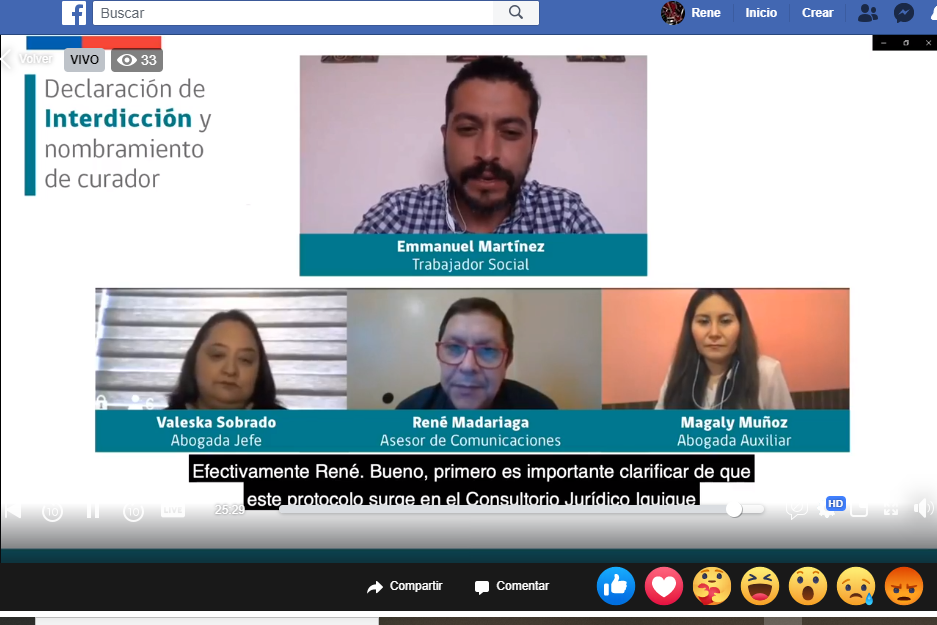 Buscar
Rene
Inicio
Crear
Volver
VIVO
33
Declaración de
Interdicción y
nombramiento
de curador
Emmanuel Martínez
Trabajador Social
Valeska Sobrado
Abogada Jefe
René Madariaga
Asesor de Comunicaciones
Magaly Muñoz
Abogada Auxiliar
Efectivamente René. Bueno, primero es importante clarificar de que
este protocolo surge en el Consultorio Jurídico Iquique
10
10
LIVE
25:29
HD
Compartir
Comentar